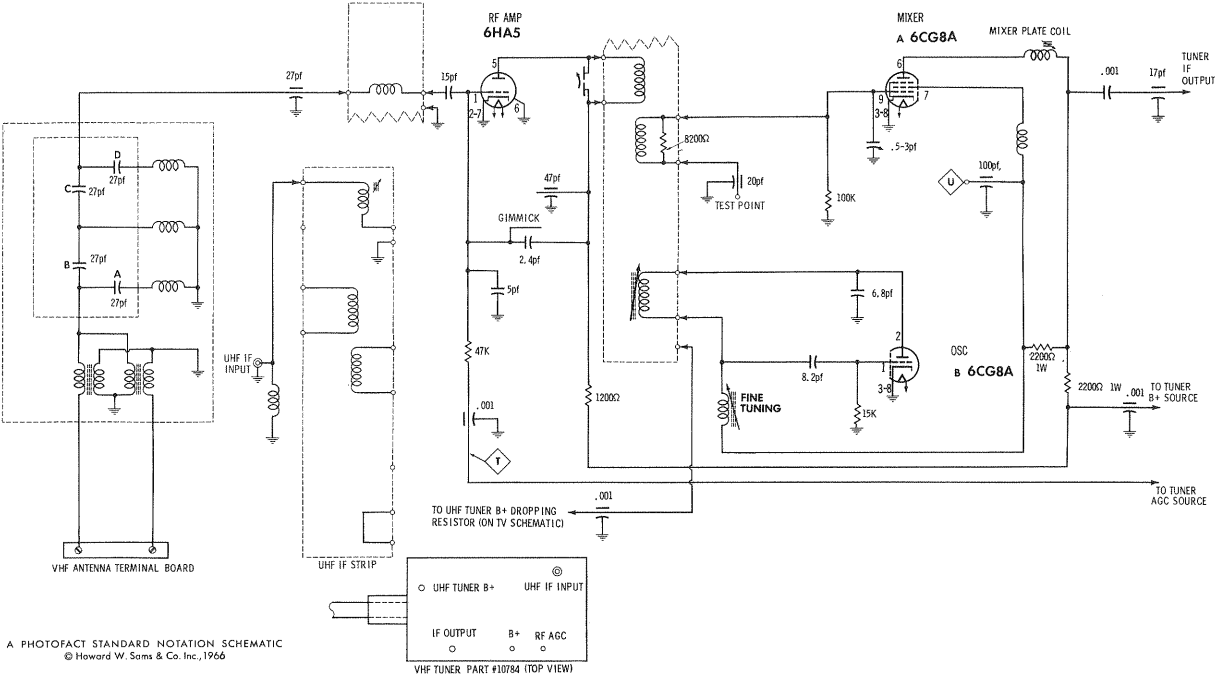 RF AMP
6HA5
MIXER
A 6CG8A
MIXER PLATE COIL
TUNER
IF
OUTPUT
27pf
15pf
5
1
2-7
6
6
9
7
3-8
.001
17pf
D
27pf
C
27pf
8200Ω
.5-3pf
100pf,
U
47pf
20pf
TEST POINT
100K
GIMMICK
2.4pf
B
27pf
A
27pf
5pf
6.8pf
2
OSC
B 6CG8A
1
3-8
UHF IF
INPUT
47K
8.2pf
2200Ω
1W
2200Ω 1W
.001
TO TUNER
B+ SOURCE
1200Ω
FINE
TUNING
15K
.001
T
TO TUNER
AGC SOURCE
TO UHF TUNER B+ DROPPING
RESISTOR (ON TV SCHEMATIC)
.001
VHF ANTENNA TERMINAL BOARD
UHF IF STRIP
UHF TUNER B+
UHF IF INPUT
IF OUTPUT
B+
RF AGC
VHF TUNER PART #10784 (TOP VIEW)
A PHOTOFACT STANDARD NOTATION SCHEMATIC
© Howard W. Sams & Co. Inc., 1966